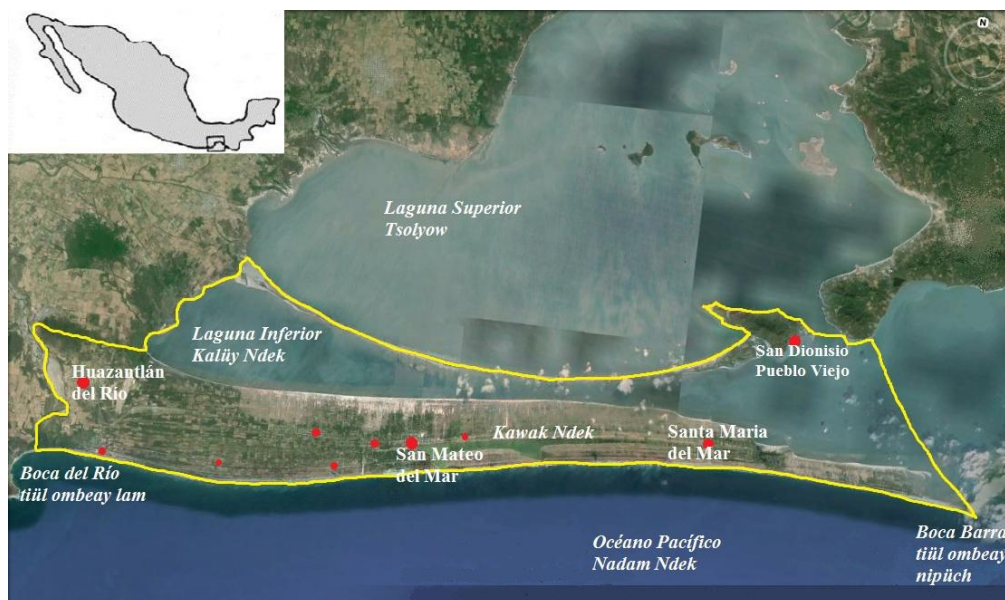 N
Laguna Superior
Tsolyow
Laguna Inferior
Kalüy Ndek
San Dionisio
Pueblo Viejo
Huazantlán
del Río
Kawak Ndek
Santa Maria
del Mar
San Mateo
del Mar
Boca del Río
tiül ombeay lam
Boca Barra
tiül ombeay
nipüch
Océano Pacífico
Nadam Ndek